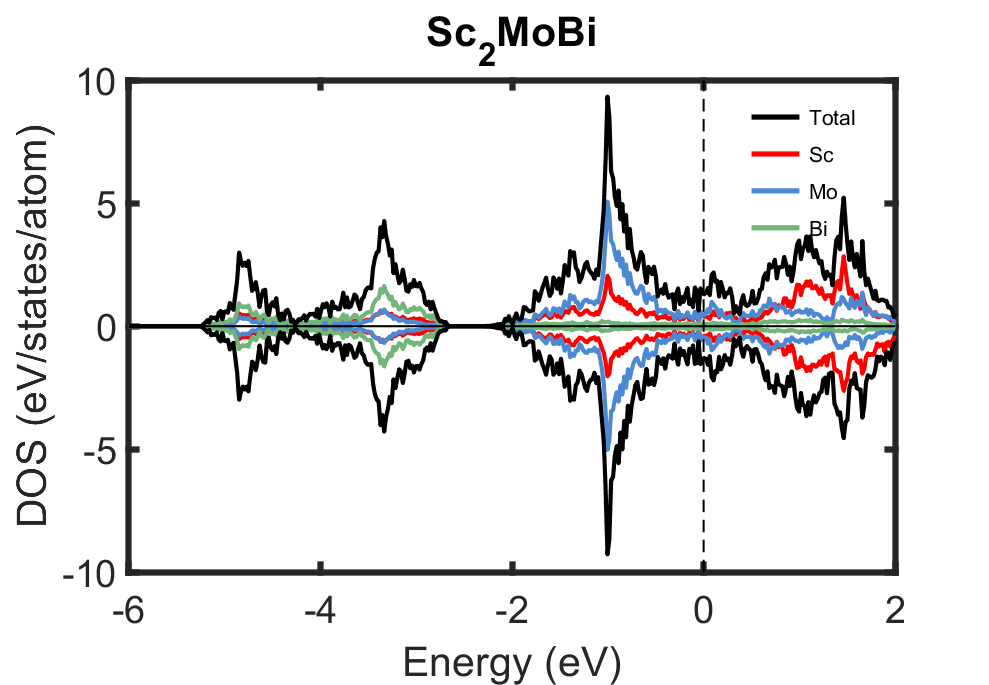 Sc2MoBi
10
5
0
-5
-10
DOS (eV/states/atom)
Total
Sc
Mo
Bi
-6 -4 -2 0 2
Energy (eV)